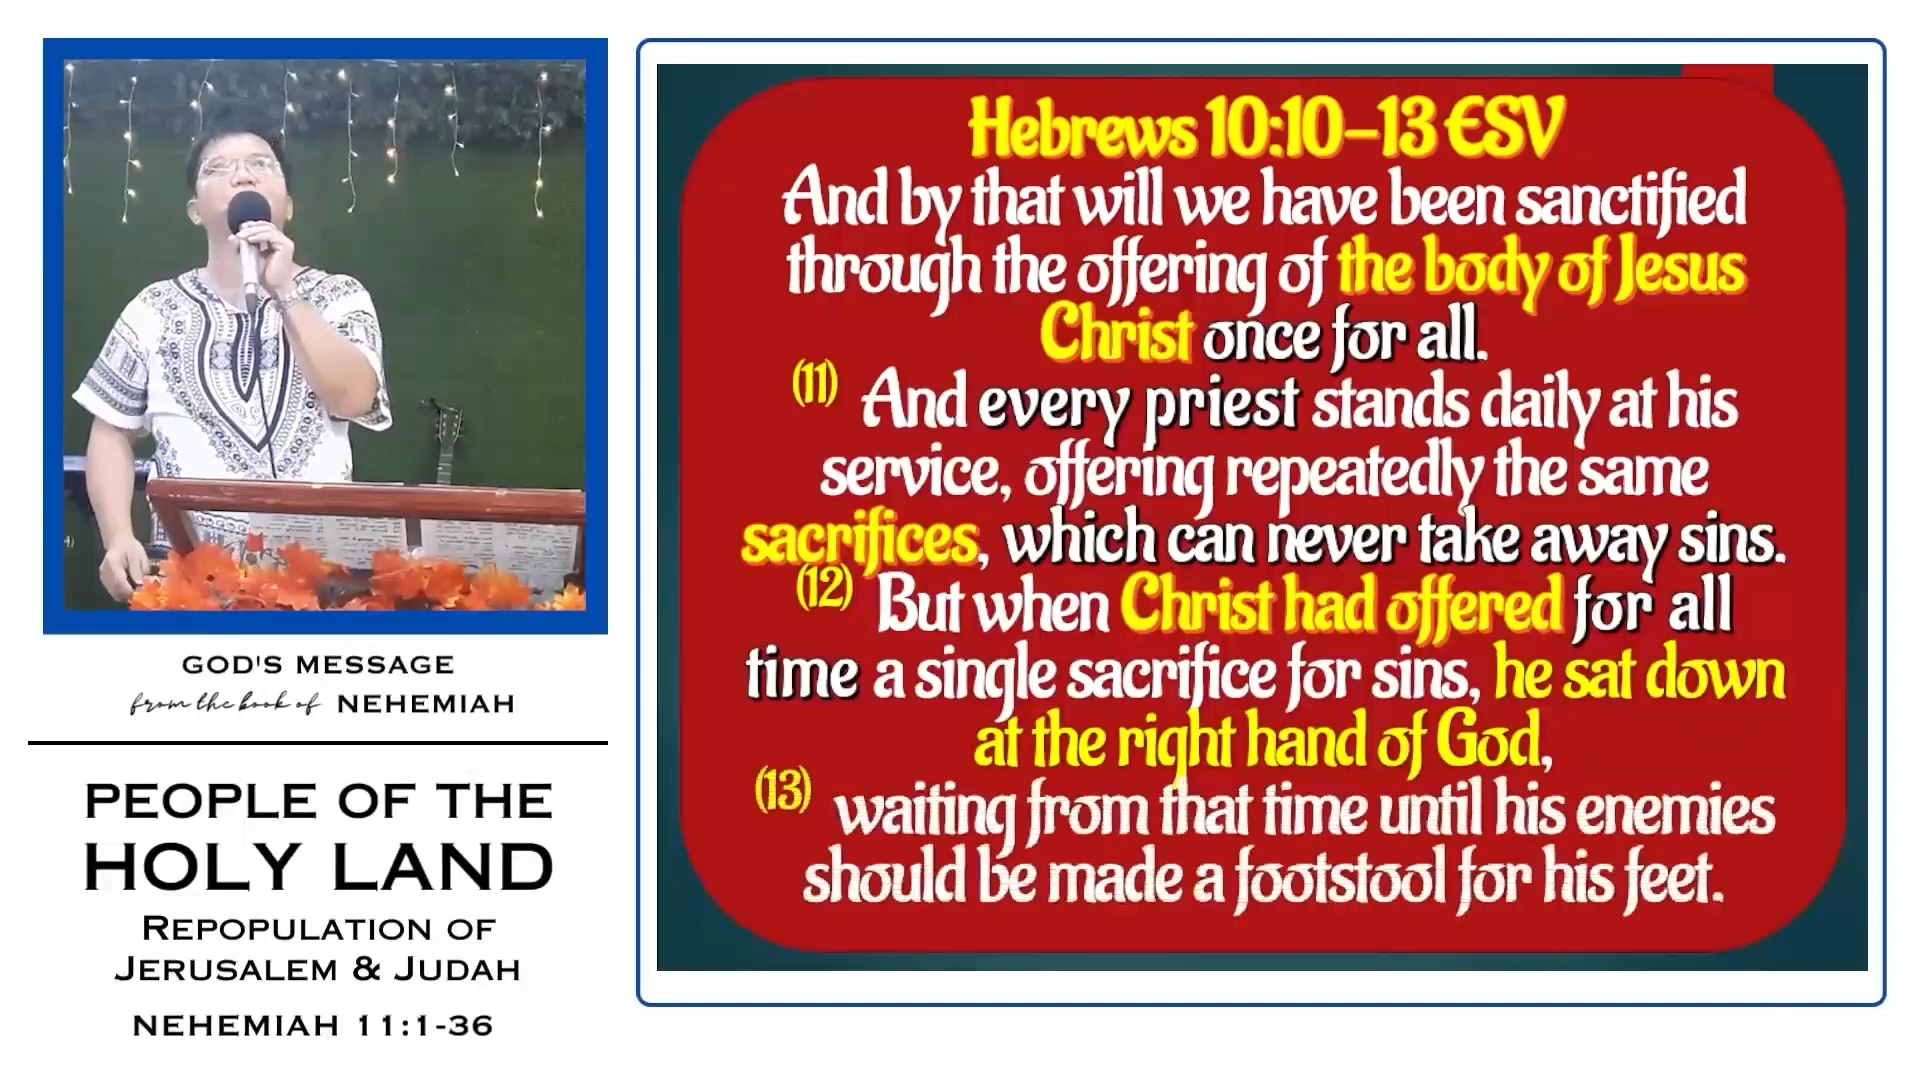 GOD'S MESSAGE
from the book of NEHEMIAH
PEOPLE OF THE
HOLY LAND
REPOPULATION OF
JERUSALEM & JUDAH
NEHEMIAH 11:1-36
Hebrews 10:10–13 ESV
And by that will we have been sanctified
through the offering of the body of Jesus
Christ once for all.
(11) And every priest stands daily at his
service, offering repeatedly the same
sacrifices, which can never take away sins.
(12) But when Christ had offered for all
time a single sacrifice for sins, he sat down
at the right hand of God,
(13) waiting from that time until his enemies
should be made a footstool for his feet.